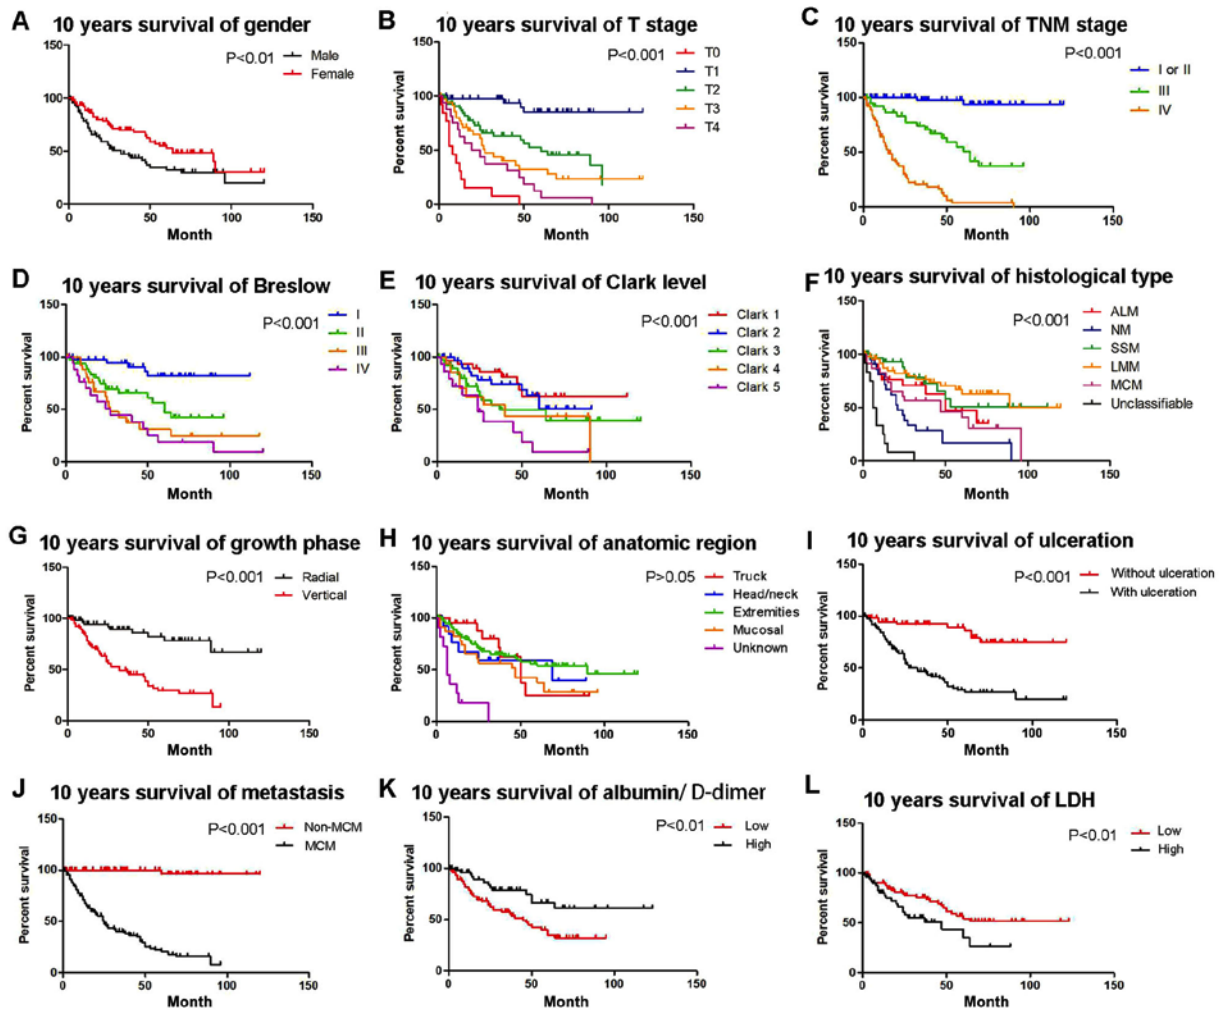 A 10 years survival of gender
150
100
50
0
Percent survival
P<0.01
Male
Female
0 50 100 150
Month
B 10 years survival of T stage
150
100
50
0
Percent survival
P<0.001
T0
T1
T2
T3
T4
0 50 100 150
Month
C 10 years survival of TNM stage
150
100
50
0
Percent survival
P<0.001
I or II
III
IV
0 50 100 150
Month
D 10 years survival of Breslow
150
100
50
0
Percent survival
P<0.001
I
II
III
IV
0 50 100 150
Month
E 10 years survival of Clark level
150
100
50
0
Percent survival
P<0.001
Clark 1
Clark 2
Clark 3
Clark 4
Clark 5
0 50 100 150
Month
F 10 years survival of histological type
150
100
50
0
Percent survival
P<0.001
ALM
NM
SSM
LMM
MCM
Unclassifiable
0 50 100 150
Month
G 10 years survival of growth phase
150
100
50
0
Percent survival
P<0.001
Radial
Vertical
0 50 100 150
Month
H 10 years survival of anatomic region
150
100
50
0
Percent survival
P>0.05
Truck
Head/neck
Extremities
Mucosal
Unknown
0 50 100 150
Month
I 10 years survival of ulceration
150
100
50
0
Percent survival
P<0.001
Without ulceration
With ulceration
0 50 100 150
Month
J 10 years survival of metastasis
150
100
50
0
Percent survival
P<0.001
Non-MCM
MCM
0 50 100 150
Month
K 10 years survival of albumin/ D-dimer
150
100
50
0
Percent survival
P<0.01
Low
High
0 50 100 150
Month
L 10 years survival of LDH
150
100
50
0
Percent survival
P<0.01
Low
High
0 50 100 150
Month